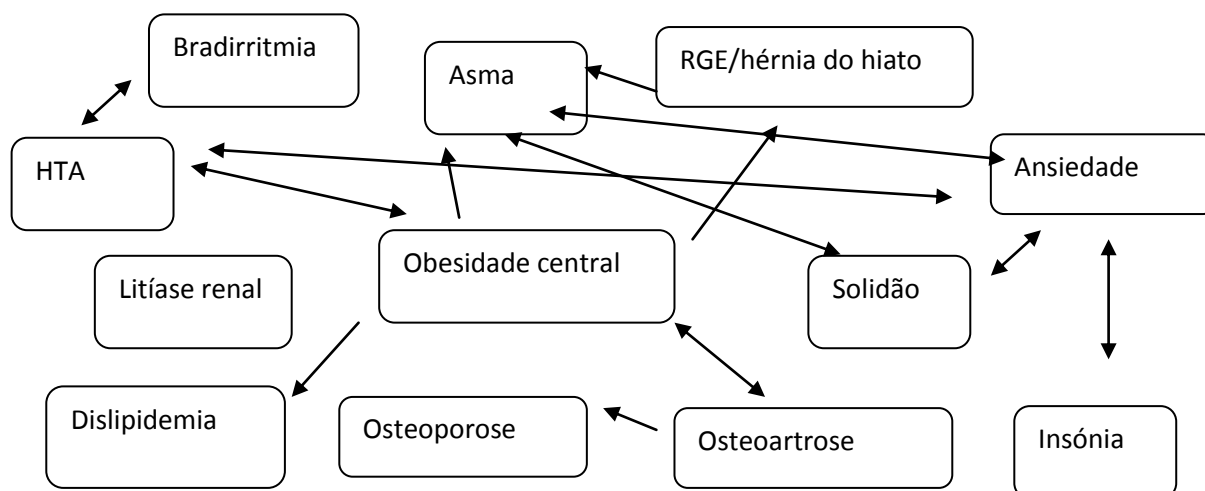 Bradirritmia
Asma
RGE/hérnia do hiato
HTA
Ansiedade
Obesidade central
Litíase renal
Solidão
Dislipidemia
Osteoporose
Osteoartrose
Insónia